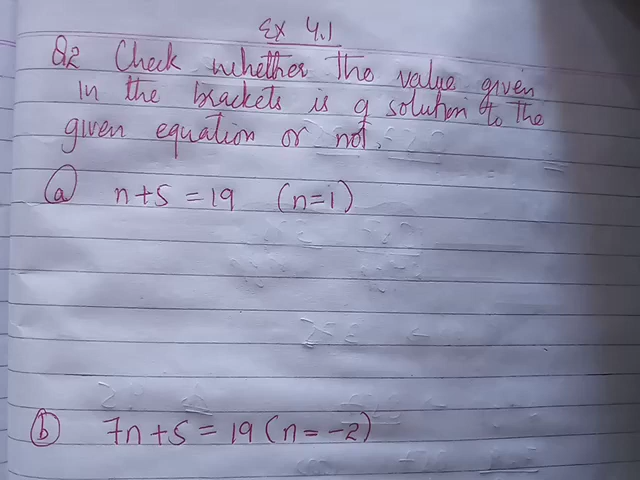 Ex 4.1
Q2 Check whether the value given
in the brackets is a solution to the
given equation or not.
(a) n+5=19 (n=1)
(b) 7n+5=19 (n=-2)